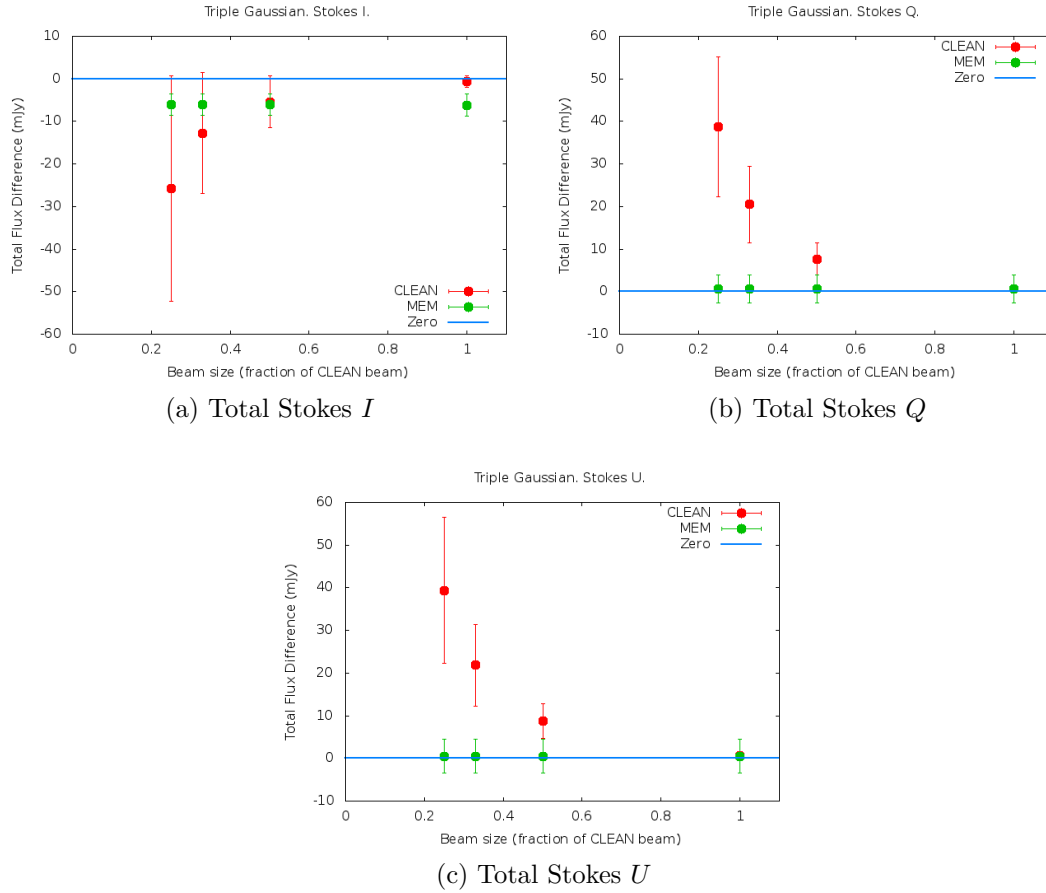 Triple Gaussian. Stokes I.
10
0
-10
-20
-30
-40
-50
-60
Total Flux Difference (mJy)
CLEAN
MEM
Zero
0 0.2 0.4 0.6 0.8 1
Beam size (fraction of CLEAN beam)
(a) Total Stokes I
Triple Gaussian. Stokes Q.
60
50
40
30
20
10
0
-10
Total Flux Difference (mJy)
CLEAN
MEM
Zero
0 0.2 0.4 0.6 0.8 1
Beam size (fraction of CLEAN beam)
(b) Total Stokes Q
Triple Gaussian. Stokes U.
60
50
40
30
20
10
0
-10
Total Flux Difference (mJy)
CLEAN
MEM
Zero
0 0.2 0.4 0.6 0.8 1
Beam size (fraction of CLEAN beam)
(c) Total Stokes U